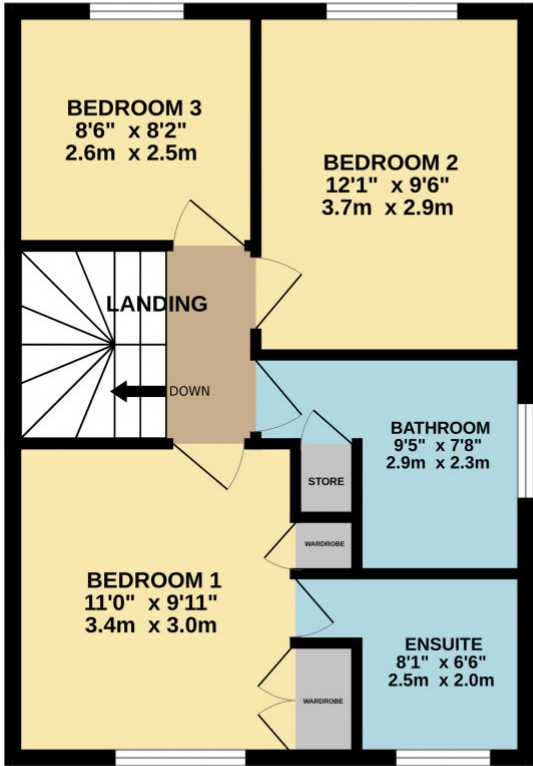 BEDROOM 3
8'6" x 8'2"
2.6m x 2.5m
BEDROOM 2
12'1" x 9'6"
3.7m x 2.9m
LANDING
DOWN
BATHROOM
9'5" x 7'8"
2.9m x 2.3m
STORE
WARDROBE
BEDROOM 1
11'0" x 9'11"
3.4m x 3.0m
ENSUITE
8'1" x 6'6"
2.5m x 2.0m
WARDROBE